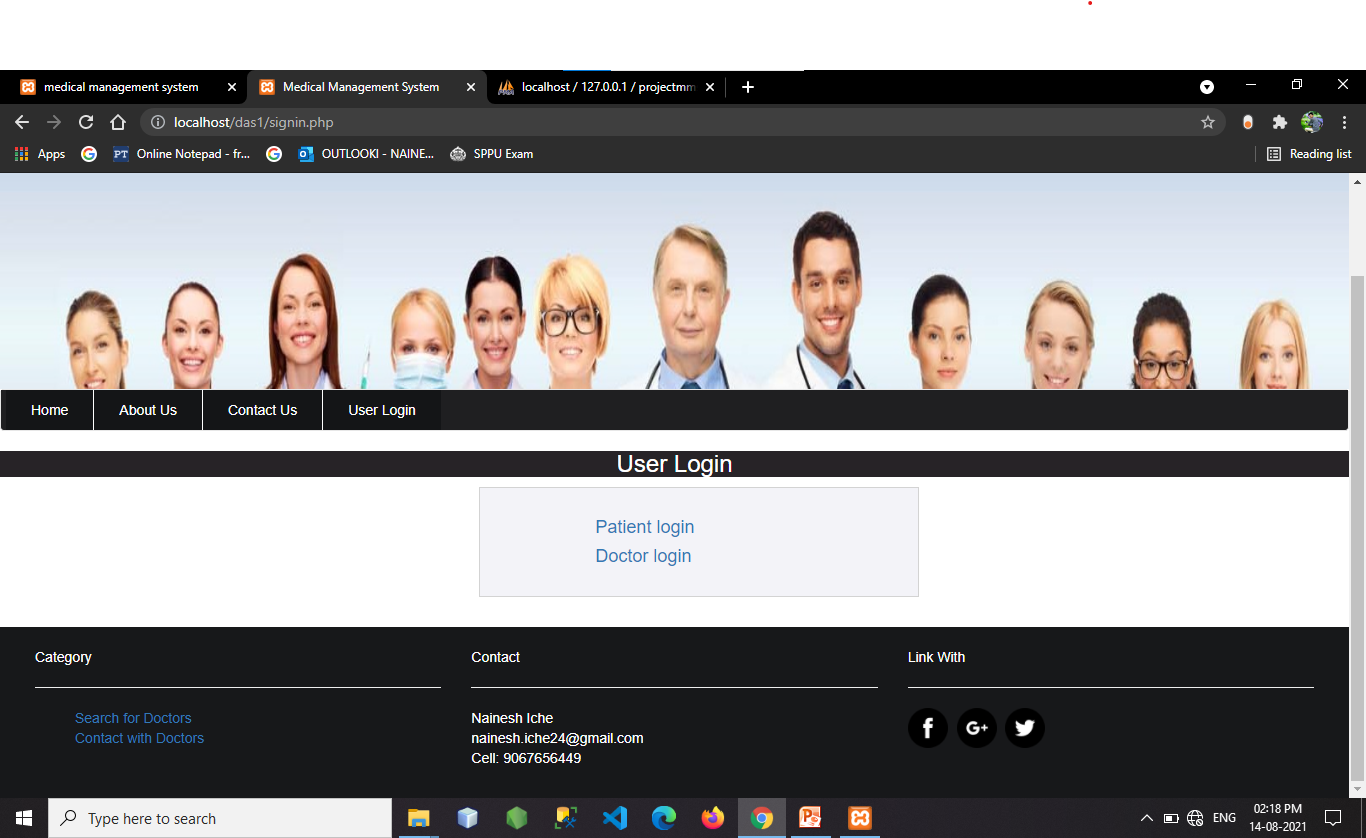 medical management system
Medical Management System
localhost / 127.0.0.1 / projectmm
localhost/das1/signin.php
Apps
Online Notepad - fr...
OUTLOOKI - NAINE...
SPPU Exam
Reading list
Home
About Us
Contact Us
User Login
User Login
Patient login
Doctor login
Category
Contact
Link With
Search for Doctors
Contact with Doctors
Nainesh Iche
nainesh.iche24@gmail.com
Cell: 9067656449
G+
Type here to search
ENG
02:18 PM
14-08-2021